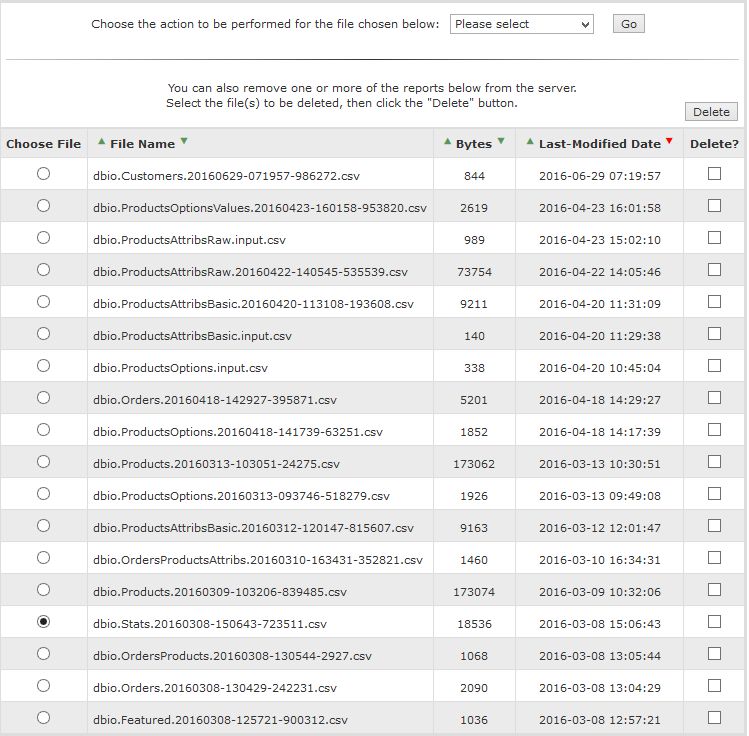 Choose the action to be performed for the file chosen below: Please select Go
You can also remove one or more of the reports below from the server.
Select the file(s) to be deleted, then click the "Delete" button.
Delete
Choose File File Name Bytes Last-Modified Date Delete?
dbio.Customers.20160629-071957-986272.csv 844 2016-06-29 07:19:57
dbio.ProductsOptionsValues.20160423-160158-953820.csv 2619 2016-04-23 16:01:58
dbio.ProductsAttribsRaw.input.csv 989 2016-04-23 15:02:10
dbio.ProductsAttribsRaw.20160422-140545-535539.csv 73754 2016-04-22 14:05:46
dbio.ProductsAttribsBasic.20160420-113108-193608.csv 9211 2016-04-20 11:31:09
dbio.ProductsAttribsBasic.input.csv 140 2016-04-20 11:29:38
dbio.ProductsOptions.input.csv 338 2016-04-20 10:45:04
dbio.Orders.20160418-142927-395871.csv 5201 2016-04-18 14:29:27
dbio.ProductsOptions.20160418-141739-63251.csv 1852 2016-04-18 14:17:39
dbio.Products.20160313-103051-24275.csv 173062 2016-03-13 10:30:51
dbio.ProductsOptions.20160313-093746-518279.csv 1926 2016-03-13 09:49:08
dbio.ProductsAttribsBasic.20160312-120147-815607.csv 9163 2016-03-12 12:01:47
dbio.OrdersProductsAttribs.20160310-163431-352821.csv 1460 2016-03-10 16:34:31
dbio.Products.20160309-103206-839485.csv 173074 2016-03-09 10:32:06
dbio.Stats.20160308-150643-723511.csv 18536 2016-03-08 15:06:43
dbio.OrdersProducts.20160308-130544-2927.csv 1068 2016-03-08 13:05:44
dbio.Orders.20160308-130429-242231.csv 2090 2016-03-08 13:04:29
dbio.Featured.20160308-125721-900312.csv 1036 2016-03-08 12:57:21